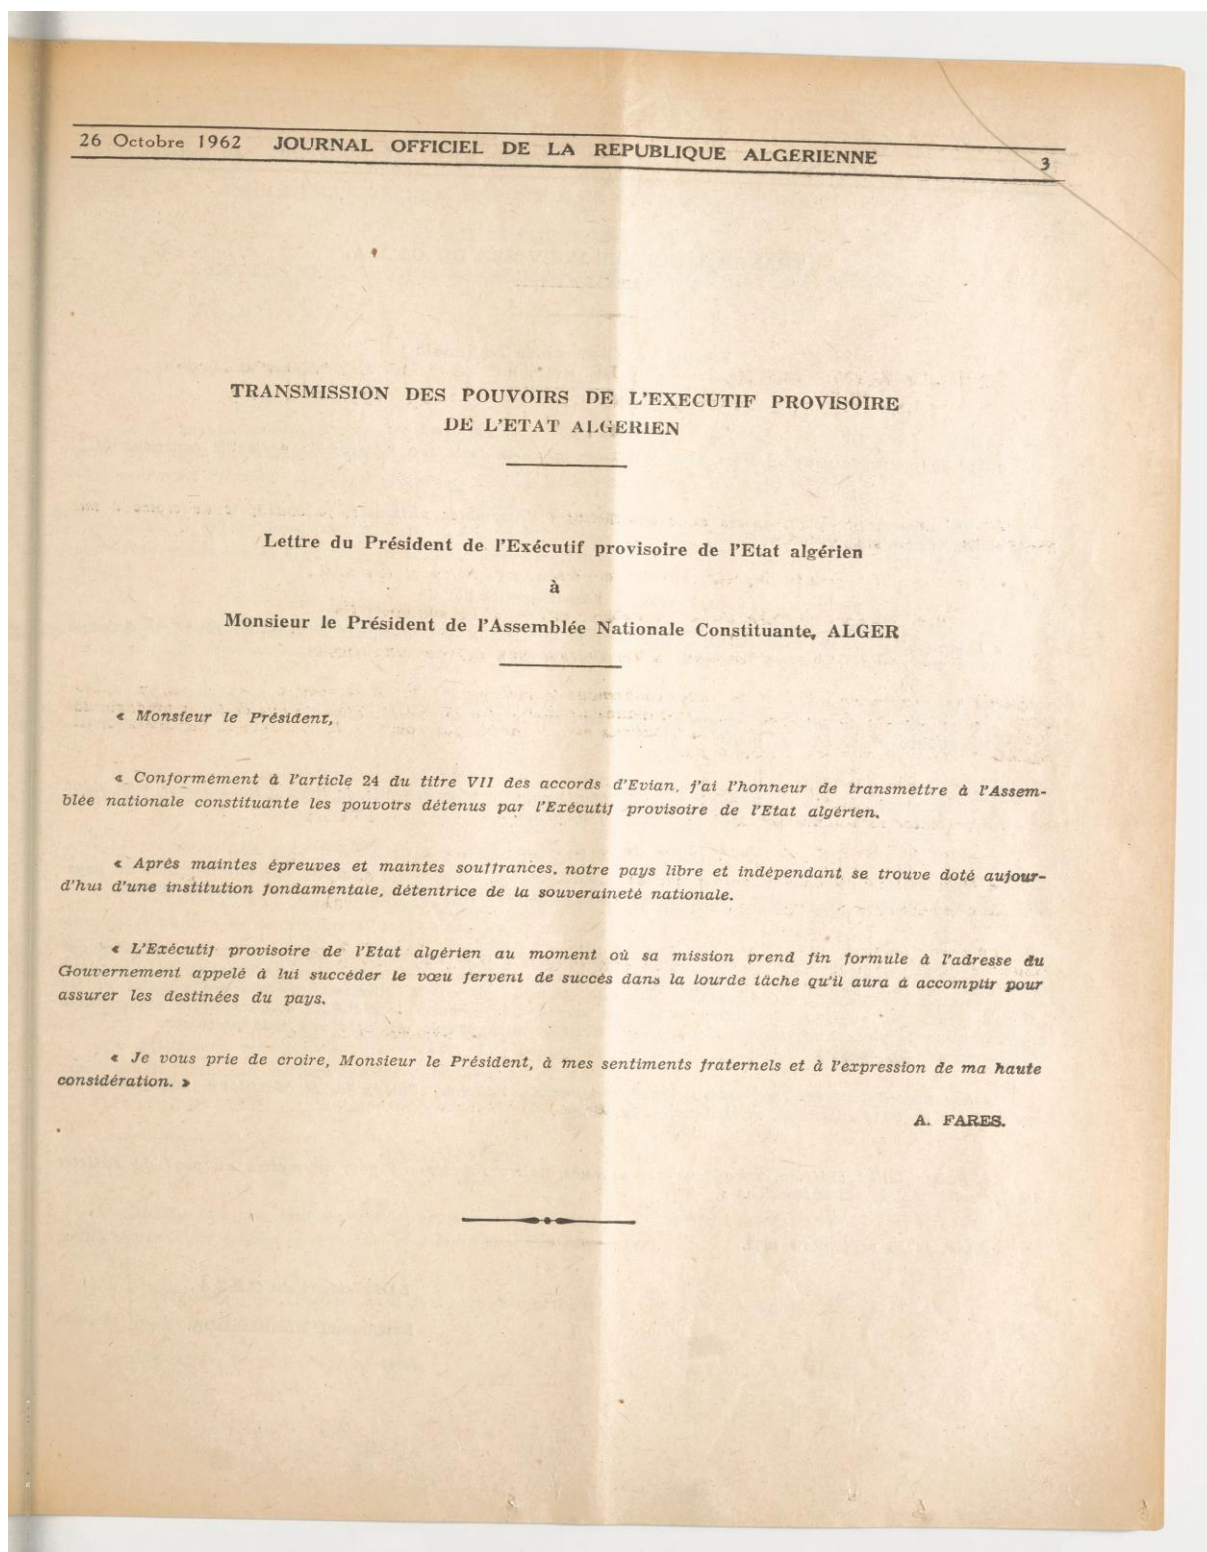 26 Octobre 1962 JOURNAL OFFICIEL DE LA REPUBLIQUE ALGERIENNE 3
TRANSMISSION DES POUVOIRS DE L'EXECUTIF PROVISOIRE
DE L'ETAT ALGERIEN
Lettre du Président de l'Exécutif provisoire de l'Etat algérien
à
Monsieur le Président de l'Assemblée Nationale Constituante, ALGER
« Monsieur le Président,
« Conformément à l'article 24 du titre VII des accords d'Evian, j'ai l'honneur de transmettre à l'Assem-
blée nationale constituante les pouvoirs détenus par l'Exécutif provisoire de l'Etat algérien.
« Après maintes épreuves et maintes souffrances, notre pays libre et indépendant se trouve doté aujour-
d'hui d'une institution fondamentale, détentrice de la souveraineté nationale.
« L'Exécutif provisoire de l'Etat algérien au moment où sa mission prend fin formule à l'adresse du
Gouvernement appelé à lui succéder le vœu fervent de succès dans la lourde tâche qu'il aura à accomplir pour
assurer les destinées du pays.
« Je vous prie de croire, Monsieur le Président, à mes sentiments fraternels et à l'expression de ma haute
considération. »
A. FARES.